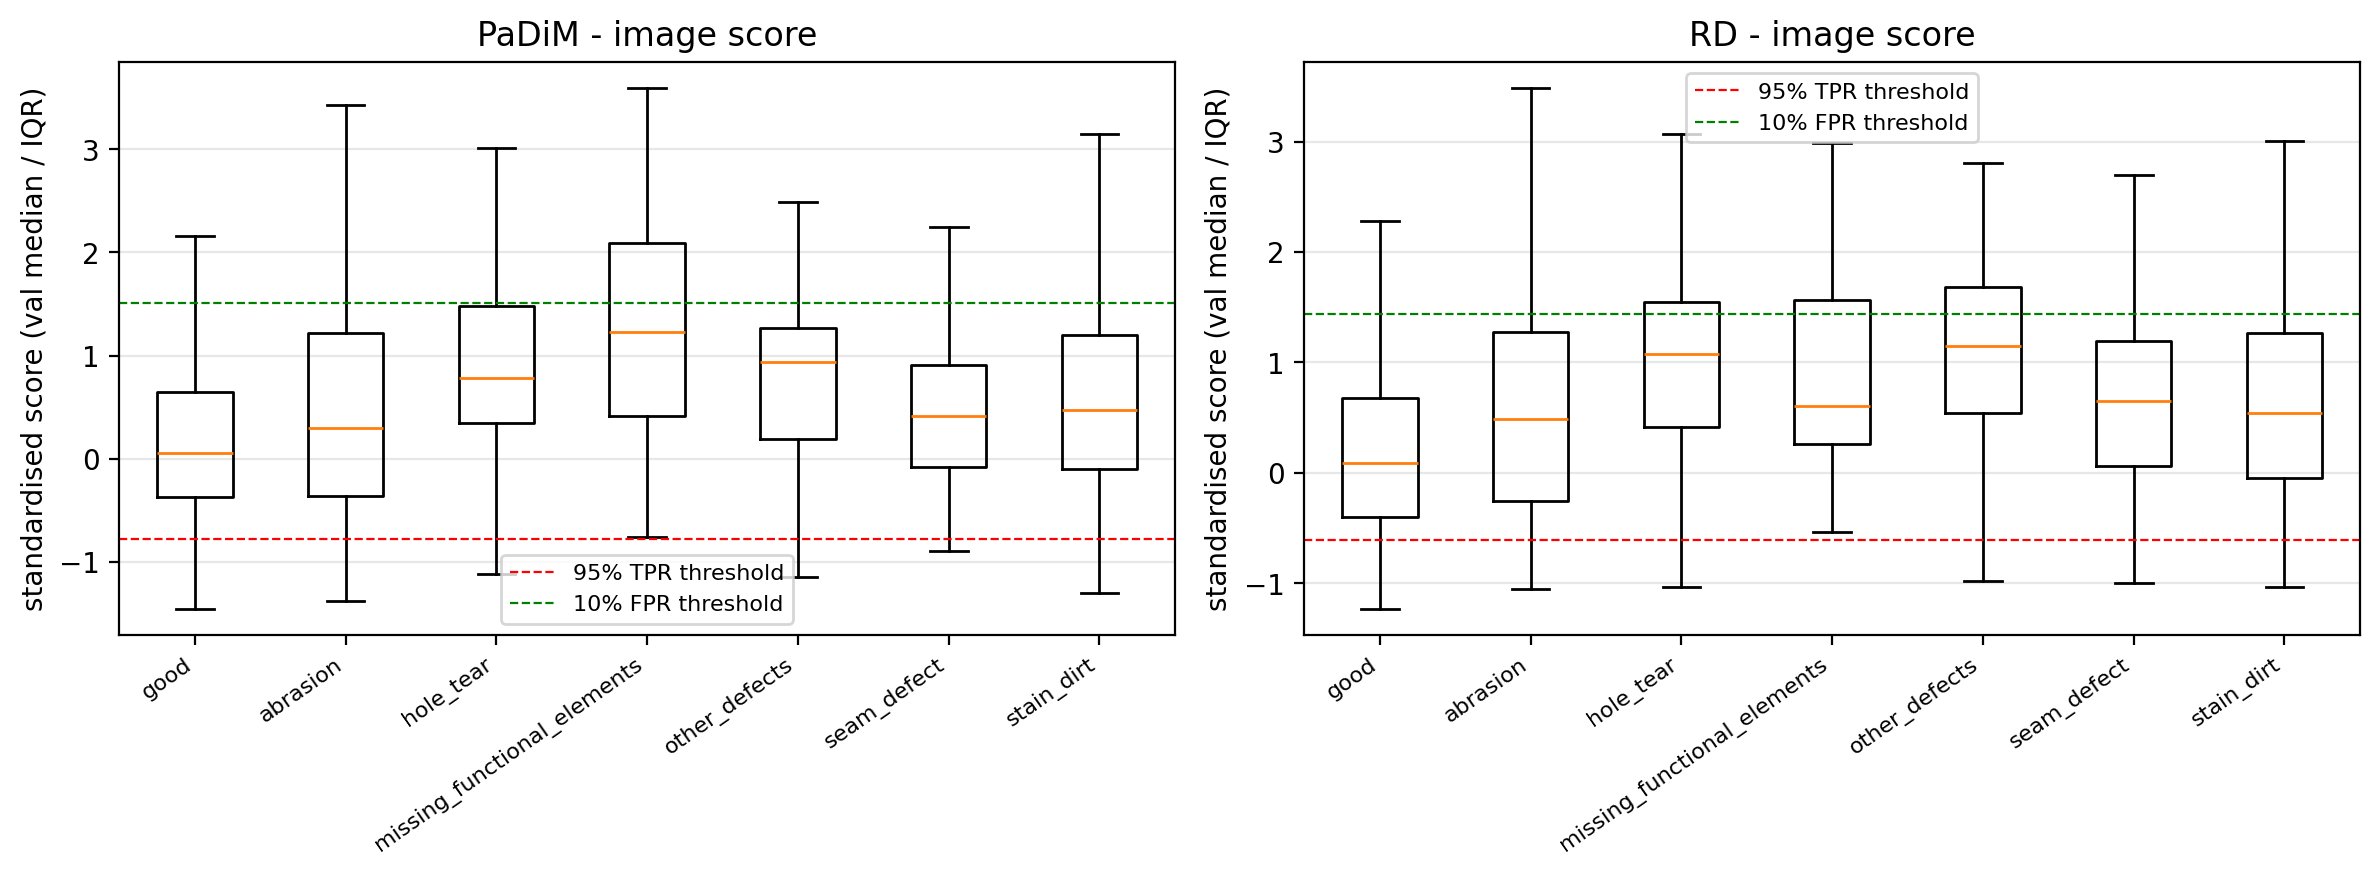 PaDiM - image score
standardised score (val median / IQR)
3
2
1
0
−1
95% TPR threshold
10% FPR threshold
good
abrasion
hole_tear
missing_functional_elements
other_defects
seam_defect
stain_dirt
RD - image score
standardised score (val median / IQR)
3
2
1
0
−1
95% TPR threshold
10% FPR threshold
good
abrasion
hole_tear
missing_functional_elements
other_defects
seam_defect
stain_dirt